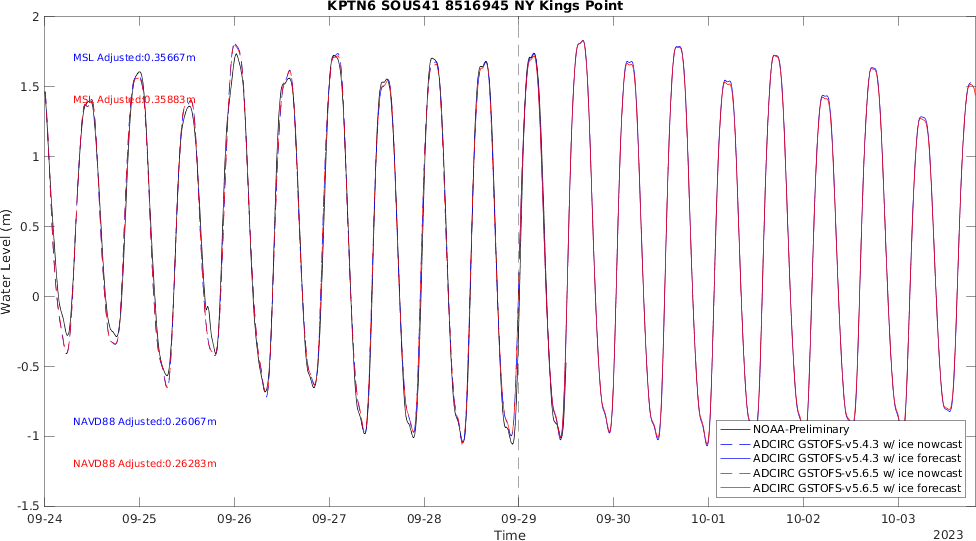 KPTN6 SOUS41 8516945 NY Kings Point
2
1.5
1
0.5
0
-0.5
-1
-1.5
Water Level (m)
MSL Adjusted:0.35667m
MSL Adjusted:0.35883m
NAVD88 Adjusted:0.26067m
NAVD88 Adjusted:0.26283m
NOAA-Preliminary
ADCIRC GSTOFS-v5.4.3 w/ ice nowcast
ADCIRC GSTOFS-v5.4.3 w/ ice forecast
ADCIRC GSTOFS-v5.6.5 w/ ice nowcast
ADCIRC GSTOFS-v5.6.5 w/ ice forecast
09-24 09-25 09-26 09-27 09-28 09-29 09-30 10-01 10-02 10-03
Time
2023